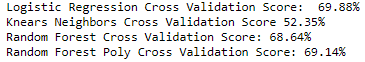 Logistic Regression Cross Validation Score:  69.88%
Knears Neighbors Cross Validation Score 52.35%
Random Forest Cross Validation Score: 68.64%
Random Forest Poly Cross Validation Score: 69.14%